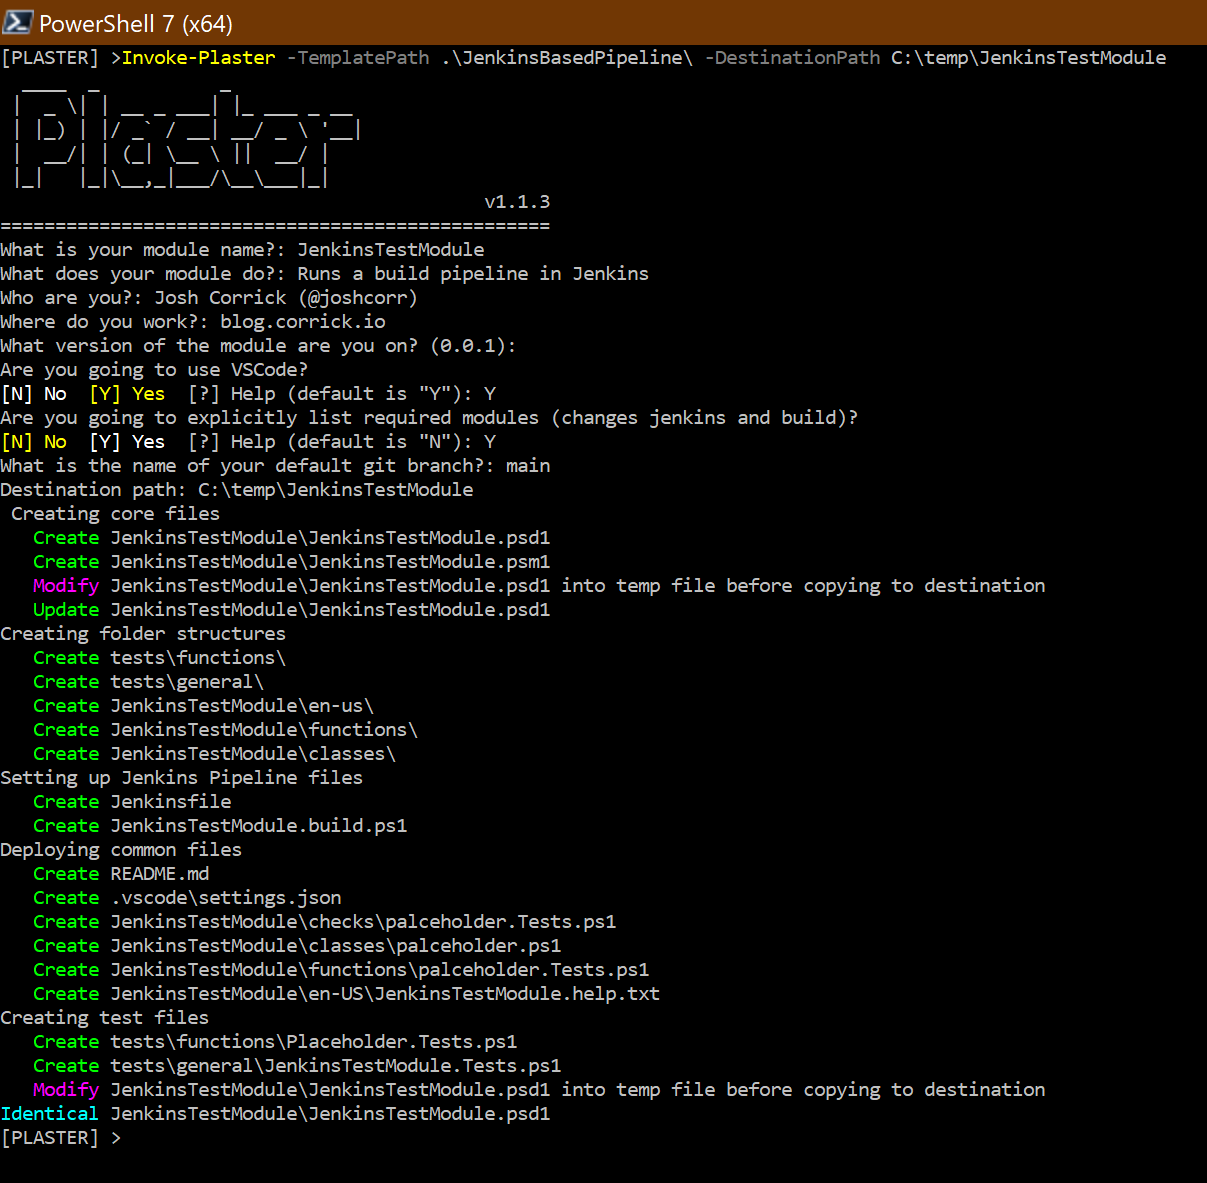 PowerShell 7 (x64)
[PLASTER] >Invoke-Plaster -TemplatePath .\JenkinsBasedPipeline\ -DestinationPath C:\temp\JenkinsTestModule
Plaster
v1.1.3
==================================================
What is your module name?: JenkinsTestModule
What does your module do?: Runs a build pipeline in Jenkins
Who are you?: Josh Corrick (@joshcorr)
Where do you work?: blog.corrick.io
What version of the module are you on? (0.0.1):
Are you going to use VSCode?
[N] No  [Y] Yes  [?] Help (default is "Y"): Y
Are you going to explicitly list required modules (changes jenkins and build)?
[N] No  [Y] Yes  [?] Help (default is "N"): Y
What is the name of your default git branch?: main
Destination path: C:\temp\JenkinsTestModule
Creating core files
Create JenkinsTestModule\JenkinsTestModule.psd1
Create JenkinsTestModule\JenkinsTestModule.psm1
Modify JenkinsTestModule\JenkinsTestModule.psd1 into temp file before copying to destination
Update JenkinsTestModule\JenkinsTestModule.psd1
Creating folder structures
Create tests\functions\
Create tests\general\
Create JenkinsTestModule\en-us\
Create JenkinsTestModule\functions\
Create JenkinsTestModule\classes\
Setting up Jenkins Pipeline files
Create Jenkinsfile
Create JenkinsTestModule.build.ps1
Deploying common files
Create README.md
Create .vscode\settings.json
Create JenkinsTestModule\checks\palceholder.Tests.ps1
Create JenkinsTestModule\classes\palceholder.ps1
Create JenkinsTestModule\functions\palceholder.Tests.ps1
Create JenkinsTestModule\en-US\JenkinsTestModule.help.txt
Creating test files
Create tests\functions\Placeholder.Tests.ps1
Create tests\general\JenkinsTestModule.Tests.ps1
Modify JenkinsTestModule\JenkinsTestModule.psd1 into temp file before copying to destination
Identical JenkinsTestModule\JenkinsTestModule.psd1
[PLASTER] >